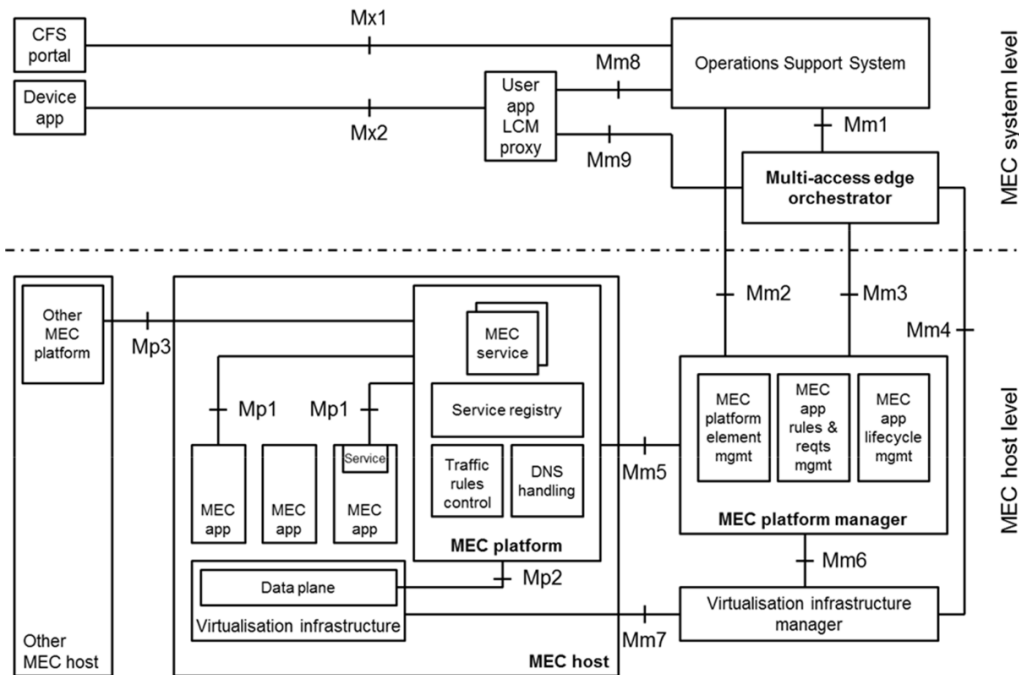 Mx1
CFS
portal
Operations Support System
Mm8
Device
app
User
app
LCM
proxy
Mx2
Mm9
Mm1
Multi-access edge
orchestrator
MEC system level
Mm2
Mm3
Mm4
Other
MEC
platform
Mp3
MEC
service
Mp1
Mp1
Service registry
Service
MEC
app
MEC
app
MEC
app
Traffic
rules
control
DNS
handling
MEC platform
Mm5
MEC
platform
element
mgmt
MEC
app
rules &
reqts
mgmt
MEC
app
lifecycle
mgmt
MEC platform manager
MEC host level
Mp2
Mm6
Data plane
Virtualisation infrastructure
Mm7
Virtualisation infrastructure
manager
Other
MEC host
MEC host